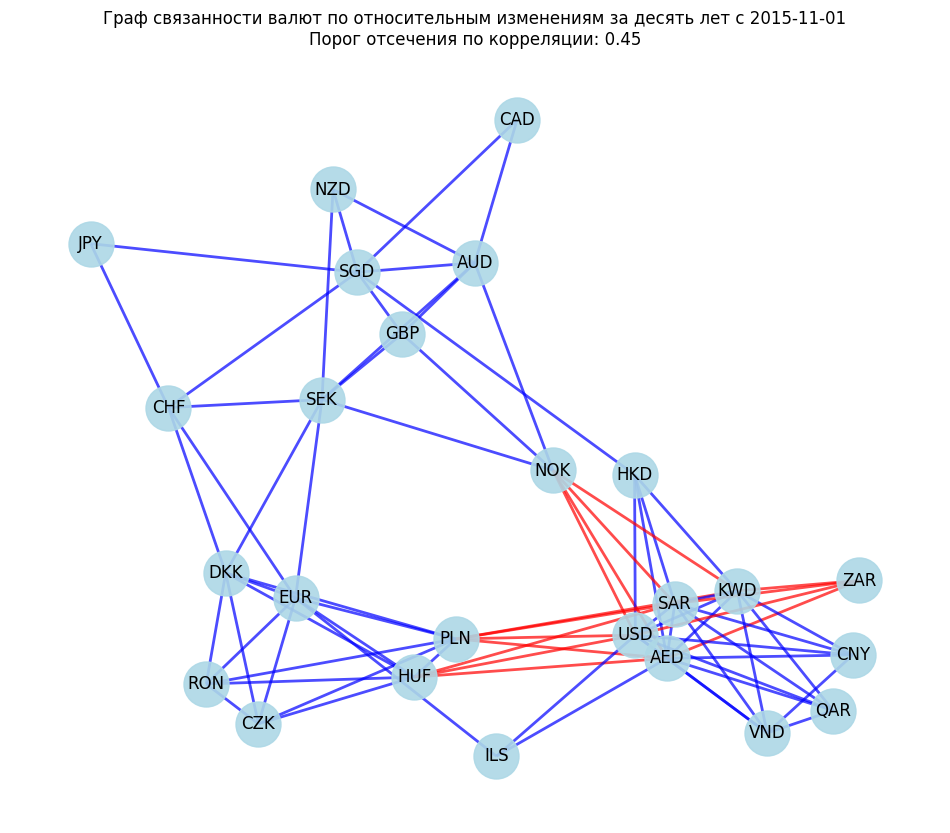 Граф связанности валют по относительным изменениям за десять лет с 2015-11-01
Порог отсечения по корреляции: 0.45
CAD
NZD
JPY
SGD
AUD
GBP
CHF
SEK
NOK
HKD
DKK
EUR
ZAR
KWD
SAR
PLN
USD
AED
CNY
RON
HUF
CZK
QAR
VND
ILS